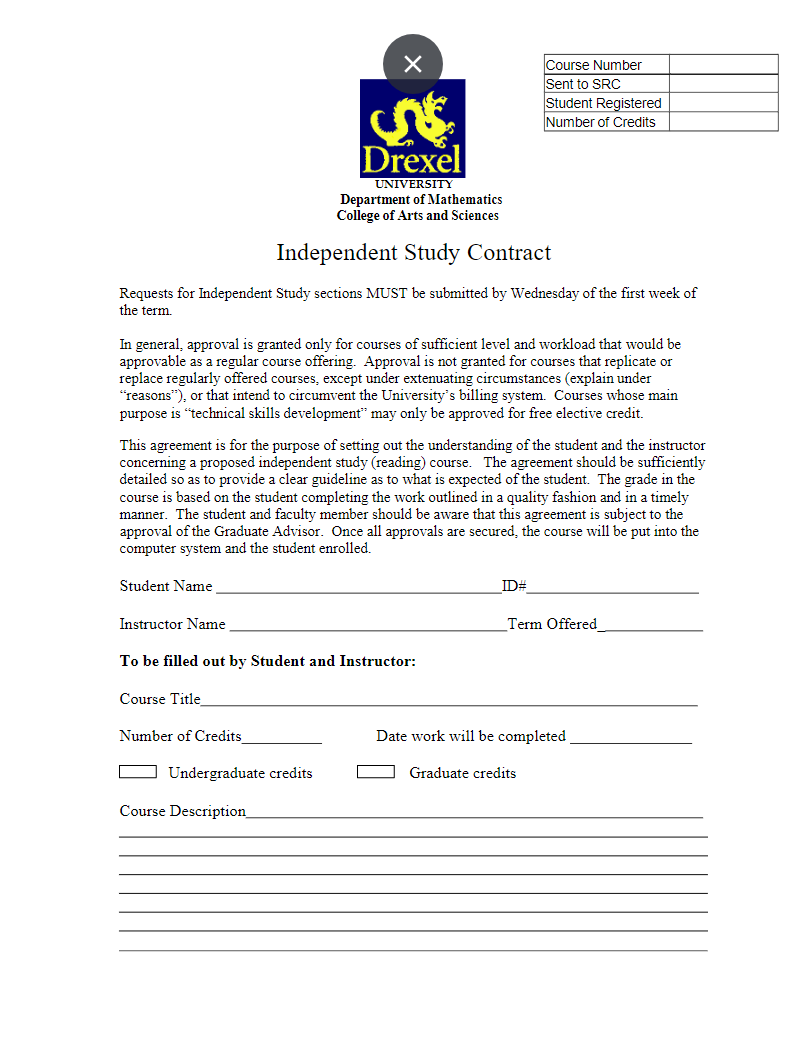 Course Number
Sent to SRC
Student Registered
Number of Credits
Drexel
UNIVERSITY
Department of Mathematics
College of Arts and Sciences
Independent Study Contract
Requests for Independent Study sections MUST be submitted by Wednesday of the first week of
the term.
In general, approval is granted only for courses of sufficient level and workload that would be
approvable as a regular course offering.  Approval is not granted for courses that replicate or
replace regularly offered courses, except under extenuating circumstances (explain under
“reasons”), or that intend to circumvent the University’s billing system.  Courses whose main
purpose is “technical skills development” may only be approved for free elective credit.
This agreement is for the purpose of setting out the understanding of the student and the instructor
concerning a proposed independent study (reading) course.   The agreement should be sufficiently
detailed so as to provide a clear guideline as to what is expected of the student.  The grade in the
course is based on the student completing the work outlined in a quality fashion and in a timely
manner.  The student and faculty member should be aware that this agreement is subject to the
approval of the Graduate Advisor.  Once all approvals are secured, the course will be put into the
computer system and the student enrolled.
Student Name ____________________ID#____________________
Instructor Name ____________________Term Offered____________________
To be filled out by Student and Instructor:
Course Title____________________
Number of Credits__________ Date work will be completed _______________
Undergraduate credits Graduate credits
Course Description____________________